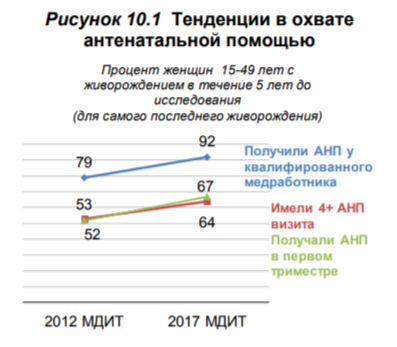 Рисунок 10.1 Тенденции в охвате
антенатальной помощью
Процент женщин 15-49 лет с
живорождением в течение 5 лет до
исследования
(для самого последнего живорождения)
92
79
Получили АНП у
квалифированного
медработника
67
53
52
64
Имели 4+ АНП
визита
Получали АНП
в первом
триместре
2012 МДИТ 2017 МДИТ